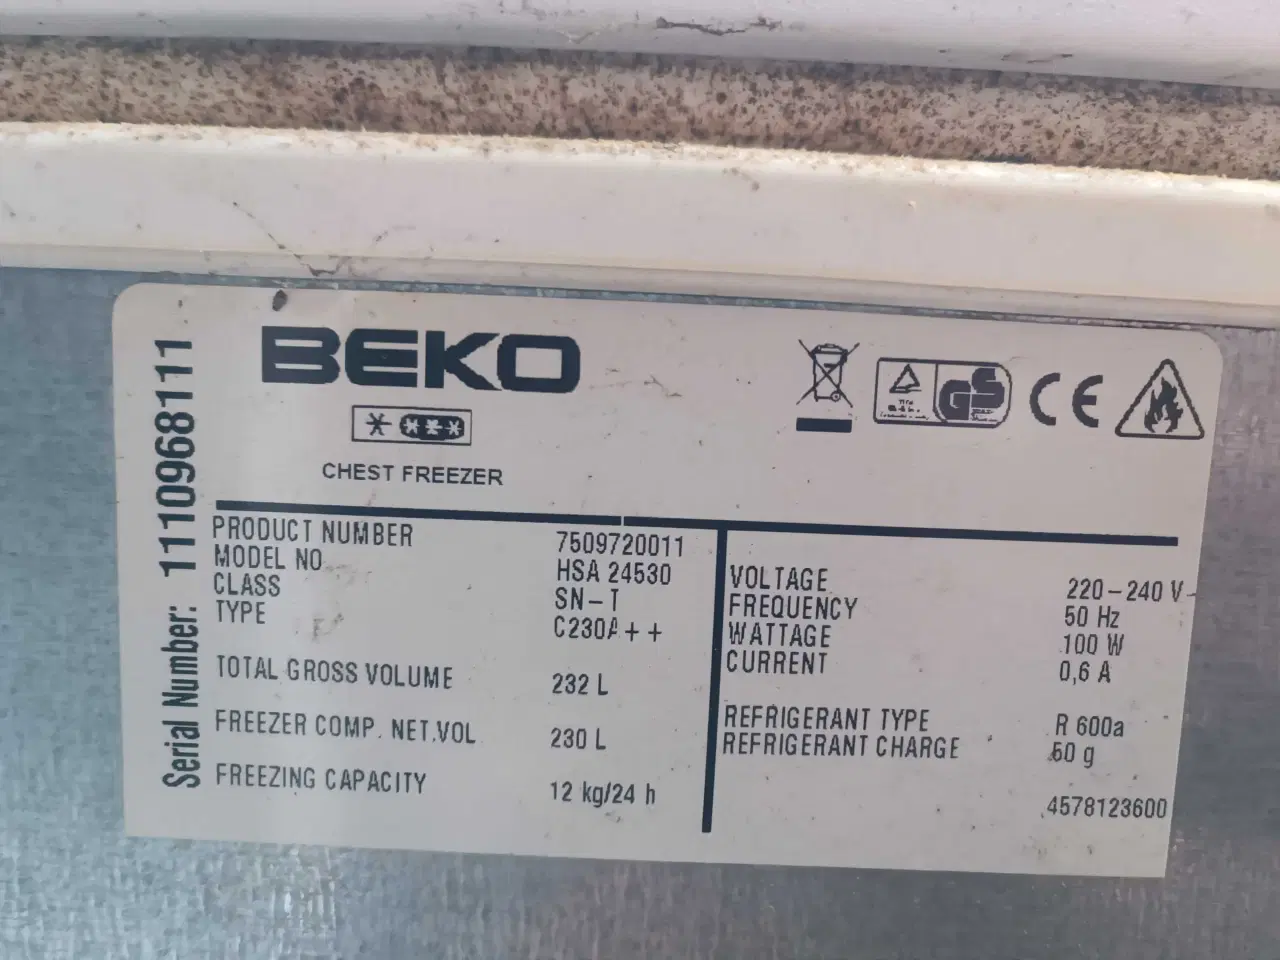 BEKO
CHEST FREEZER
Serial Number: 1110968111
PRODUCT NUMBER 7509720011
MODEL NO HSA 24530
CLASS SN-T
TYPE C230A++
TOTAL GROSS VOLUME 232 L
FREEZER COMP. NET.VOL 230 L
FREEZING CAPACITY 12 kg/24 h
VOLTAGE 220-240 V
FREQUENCY 50 Hz
WATTAGE 100 W
CURRENT 0,6 A
REFRIGERANT TYPE R 600a
REFRIGERANT CHARGE g
4578123600
GS
CE